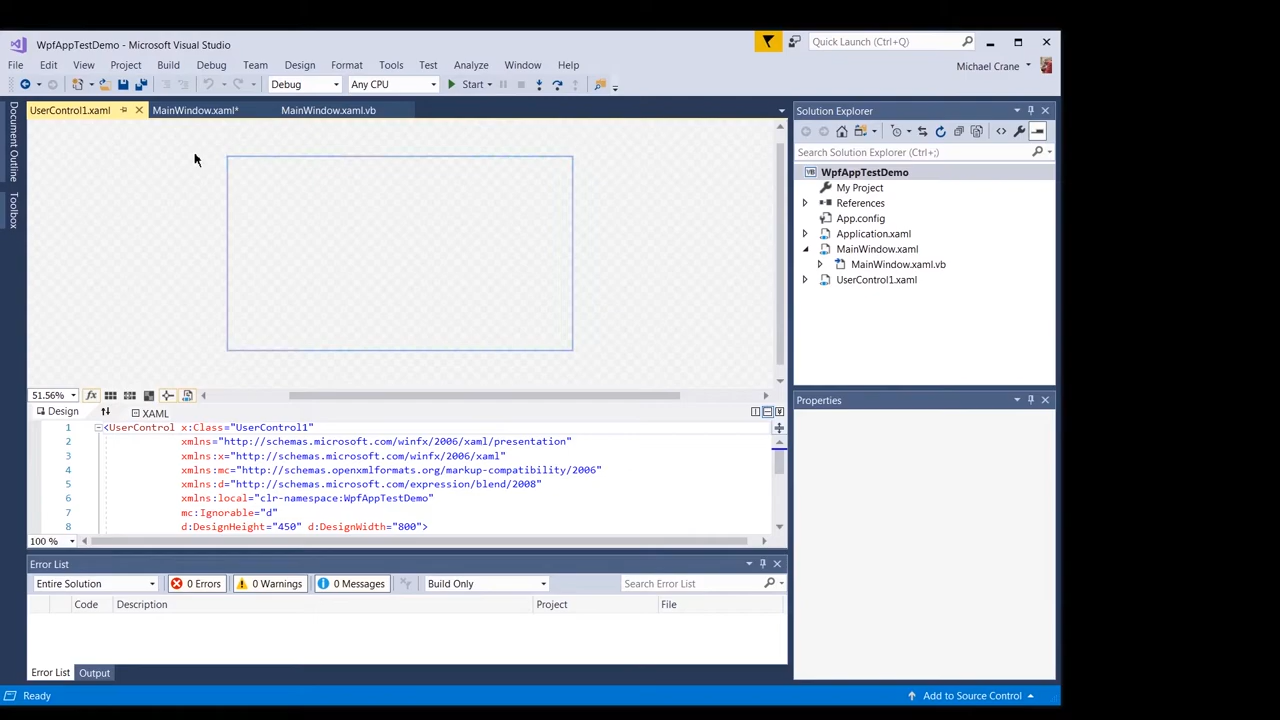 WpfAppTestDemo - Microsoft Visual Studio
Quick Launch (Ctrl+Q)
File Edit View Project Build Debug Team Design Format Tools Test Analyze Window Help
Michael Crane
Debug Any CPU Start
UserControl1.xaml MainWindow.xaml* MainWindow.xaml.vb
Document Outline
Toolbox
Solution Explorer
Search Solution Explorer (Ctrl+;)
WpfAppTestDemo
My Project
References
App.config
Application.xaml
MainWindow.xaml
MainWindow.xaml.vb
UserControl1.xaml
51.56% fx
Design XAML
1 <UserControl x:Class="UserControl1"
2 xmlns="http://schemas.microsoft.com/winfx/2006/xaml/presentation"
3 xmlns:x="http://schemas.microsoft.com/winfx/2006/xaml"
4 xmlns:mc="http://schemas.openxmlformats.org/markup-compatibility/2006"
5 xmlns:d="http://schemas.microsoft.com/expression/blend/2008"
6 xmlns:local="clr-namespace:WpfAppTestDemo"
7 mc:Ignorable="d"
8 d:DesignHeight="450" d:DesignWidth="800">
100 %
Properties
Error List
Entire Solution 0 Errors 0 Warnings 0 Messages Build Only Search Error List
Code Description Project File
Error List Output
Ready Add to Source Control